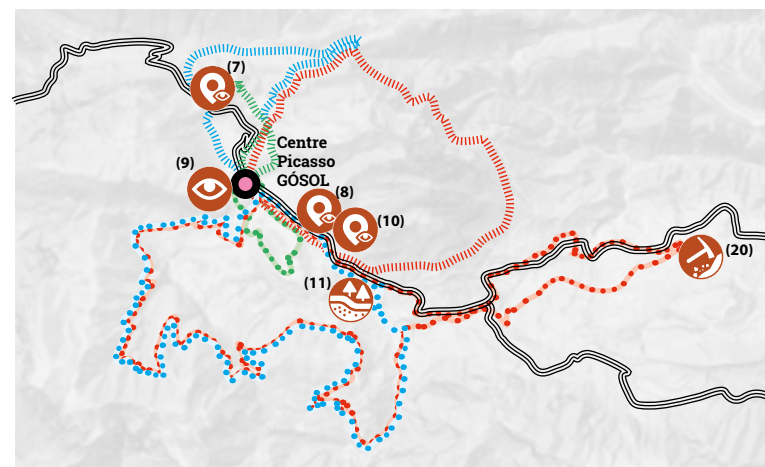 (7)
Centre
Picasso
GÓSOL
(9)
(8)
(10)
(20)
(11)